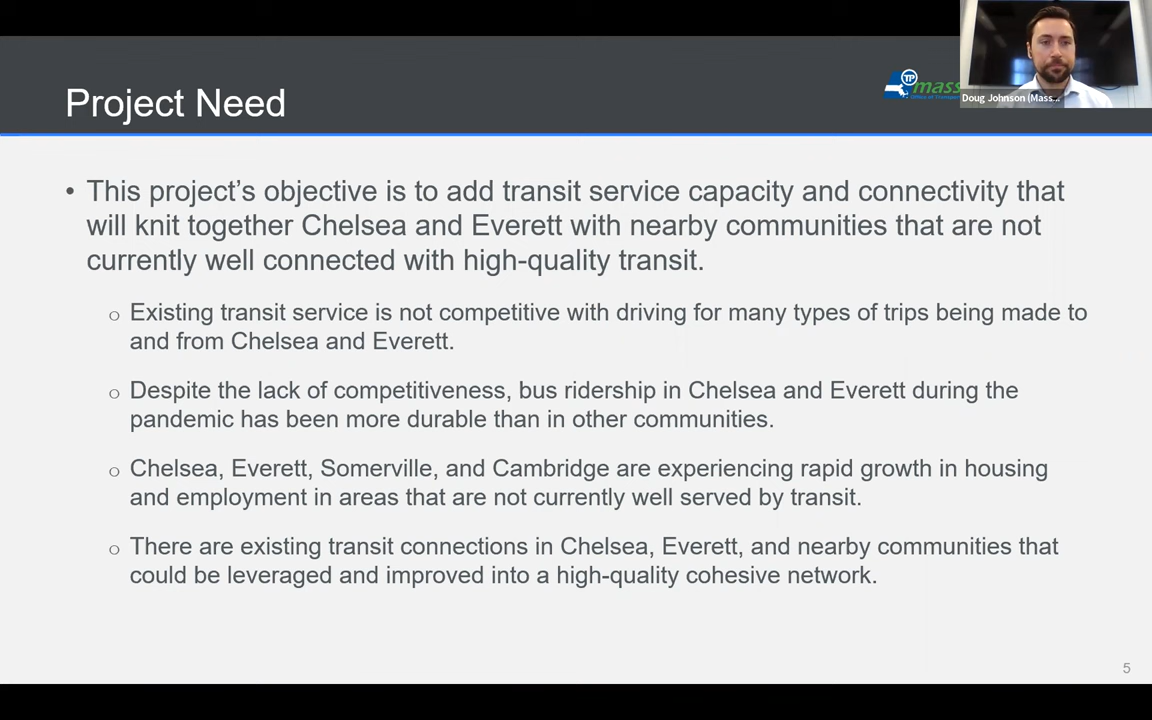 Project Need
TP
mass
Office of Transpor
Doug Johnson (Mass...
• This project's objective is to add transit service capacity and connectivity that
will knit together Chelsea and Everett with nearby communities that are not
currently well connected with high-quality transit.
o Existing transit service is not competitive with driving for many types of trips being made to
and from Chelsea and Everett.
o Despite the lack of competitiveness, bus ridership in Chelsea and Everett during the
pandemic has been more durable than in other communities.
o Chelsea, Everett, Somerville, and Cambridge are experiencing rapid growth in housing
and employment in areas that are not currently well served by transit.
o There are existing transit connections in Chelsea, Everett, and nearby communities that
could be leveraged and improved into a high-quality cohesive network.
5